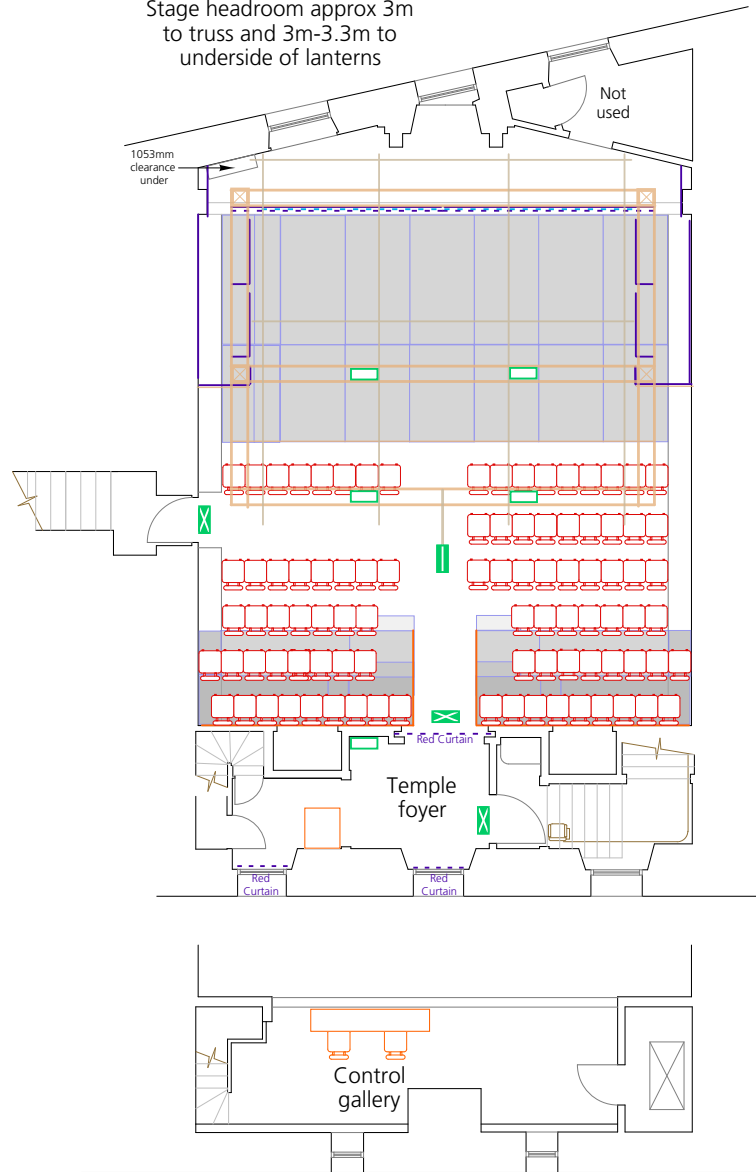 Stage headroom approx 3m
to truss and 3m-3.3m to
underside of lanterns
Not
used
1053mm
clearance
under
Red Curtain
Temple
foyer
Red
Curtain
Red
Curtain
Control
gallery